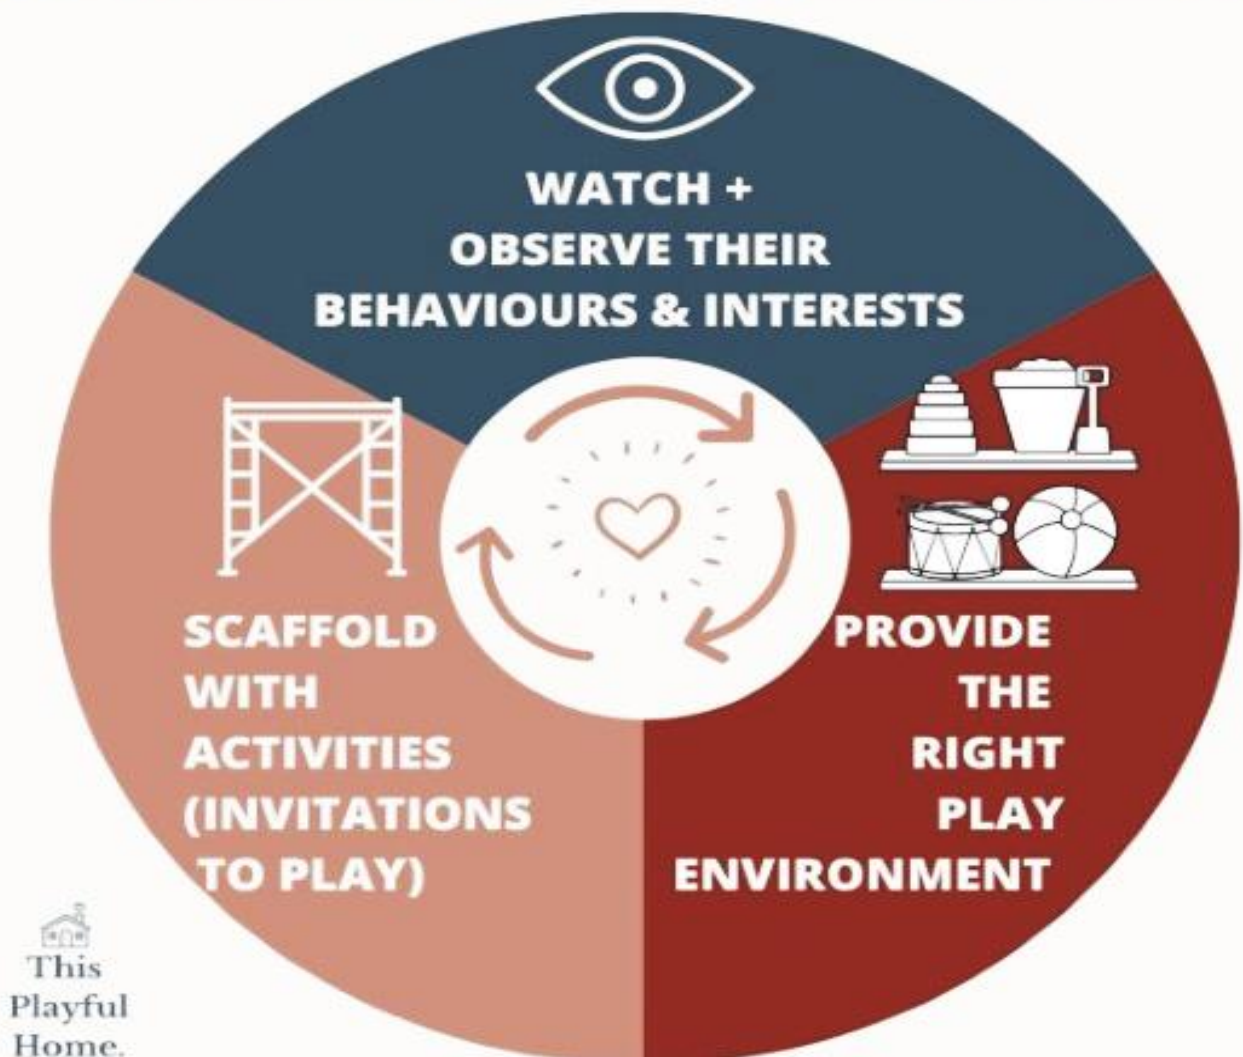 WATCH +
OBSERVE THEIR
BEHAVIOURS & INTERESTS
SCAFFOLD
WITH
ACTIVITIES
(INVITATIONS
TO PLAY)
PROVIDE
THE
RIGHT
PLAY
ENVIRONMENT
This
Playful
Home.